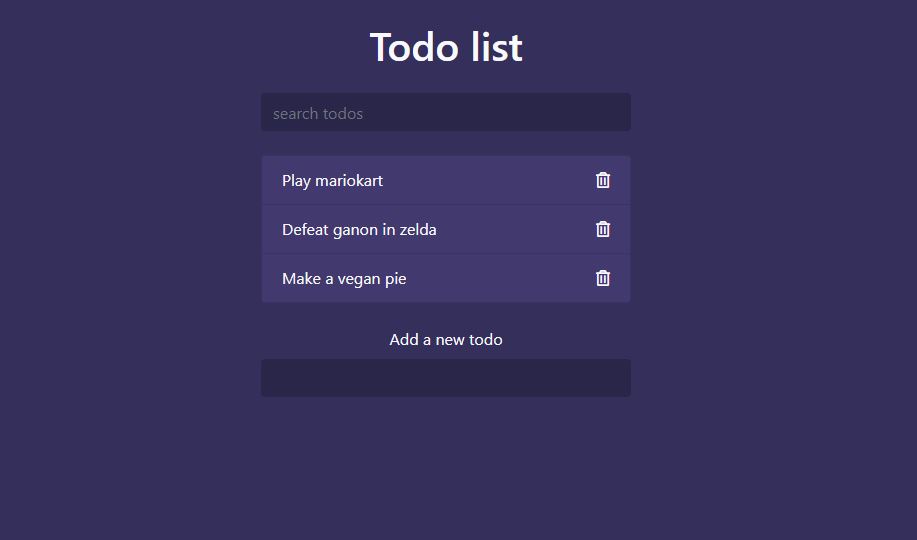 Todo list
search todos
Play mariokart
Defeat ganon in zelda
Make a vegan pie
Add a new todo